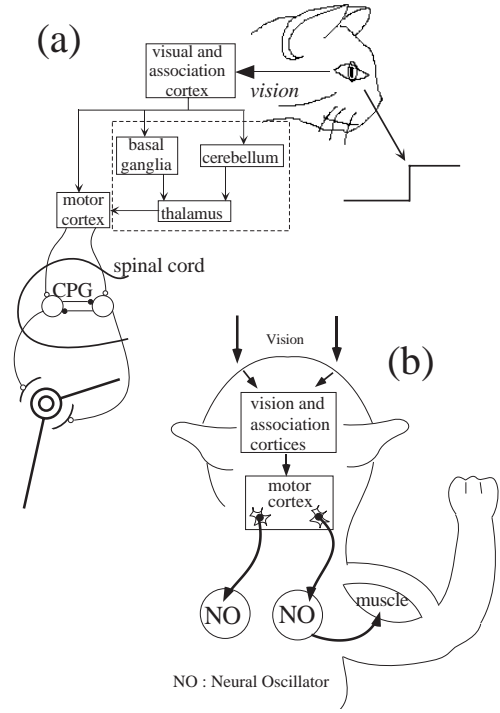 (a)
visual and
association
cortex
vision
basal
ganglia
cerebellum
motor
cortex
thalamus
spinal cord
CPG
(b)
Vision
vision and
association
cortices
motor
cortex
NO
NO
muscle
NO : Neural Oscillator